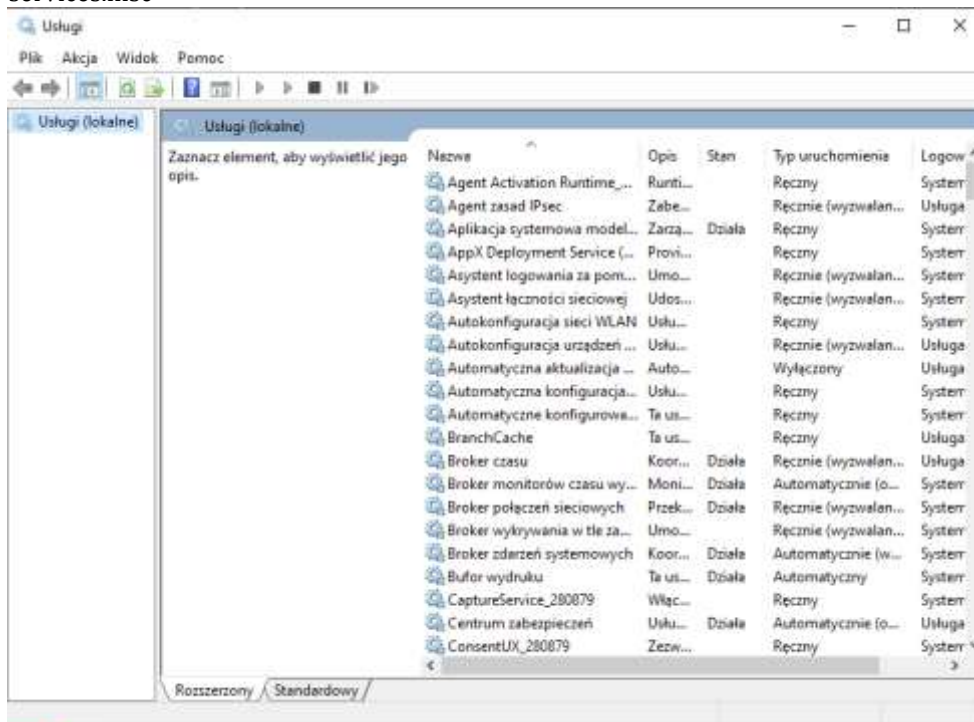 Usługi
Plik Akcja Widok Pomoc
Usługi (lokalne)
Usługi (lokalne)
Zaznacz element, aby wyświetlić jego
opis.
Nazwa Opis Stan Typ uruchomienia Logow
Agent Activation Runtime_... Runti... Ręczny System
Agent zasad IPsec Zabe... Ręcznie (wyzwalan... Usługa
Aplikacja systemowa model... Zarzą... Działa Ręczny System
AppX Deployment Service (... Provi... Ręczny System
Asystent logowania za pom... Umo... Ręcznie (wyzwalan... System
Asystent łączności sieciowej Udos... Ręcznie (wyzwalan... System
Autokonfiguracja sieci WLAN Usłu... Ręczny System
Autokonfiguracja urządzeń ... Usłu... Ręcznie (wyzwalan... Usługa
Automatyczna aktualizacja ... Auto... Wyłączony Usługa
Automatyczna konfiguracja... Usłu... Ręczny System
Automatyczne konfigurowa... Ta us... Ręczny System
BranchCache Ta us... Ręczny Usługa
Broker czasu Koor... Działa Ręcznie (wyzwalan... Usługa
Broker monitorów czasu wy... Moni... Działa Automatycznie (o... System
Broker połączeń sieciowych Przek... Działa Ręcznie (wyzwalan... System
Broker wykrywania w tle za... Umo... Ręcznie (wyzwalan... System
Broker zdarzeń systemowych Koor... Działa Automatycznie (w... System
Bufor wydruku Ta us... Działa Automatyczny System
CaptureService_280879 Włąc... Ręczny System
Centrum zabezpieczeń Usłu... Działa Automatycznie (o... Usługa
ConsentUX_280879 Zezw... Ręczny System
Rozszerzony Standardowy